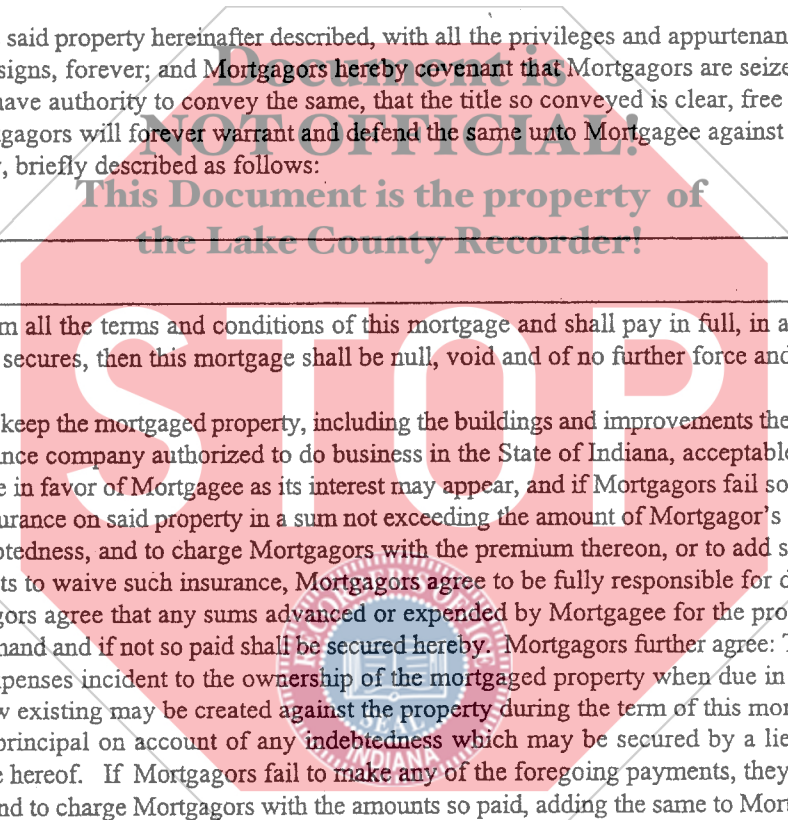 said property hereinafter described, with all the privileges and appurtenan
signs, forever; and Mortgagors hereby covenant that Mortgagors are seize
have authority to convey the same, that the title so conveyed is clear, free
gagors will forever warrant and defend the same unto Mortgagee against
, briefly described as follows:
Document is
NOT OFFICIAL!
This Document is the property of
the Lake County Recorder!
STOP
m all the terms and conditions of this mortgage and shall pay in full, in a
secures, then this mortgage shall be null, void and of no further force and
keep the mortgaged property, including the buildings and improvements the
nce company authorized to do business in the State of Indiana, acceptable
e in favor of Mortgagee as its interest may appear, and if Mortgagors fail so
urance on said property in a sum not exceeding the amount of Mortgagor's
btedness, and to charge Mortgagors with the premium thereon, or to add s
ts to waive such insurance, Mortgagors agree to be fully responsible for d
gors agree that any sums advanced or expended by Mortgagee for the pro
mand and if not so paid shall be secured hereby. Mortgagors further agree: T
penses incident to the ownership of the mortgaged property when due in
w existing may be created against the property during the term of this mor
principal on account of any indebtedness which may be secured by a lie
e hereof. If Mortgagors fail to make any of the foregoing payments, they
nd to charge Mortgagors with the amounts so paid, adding the same to Mort
SEAL
INDIANA